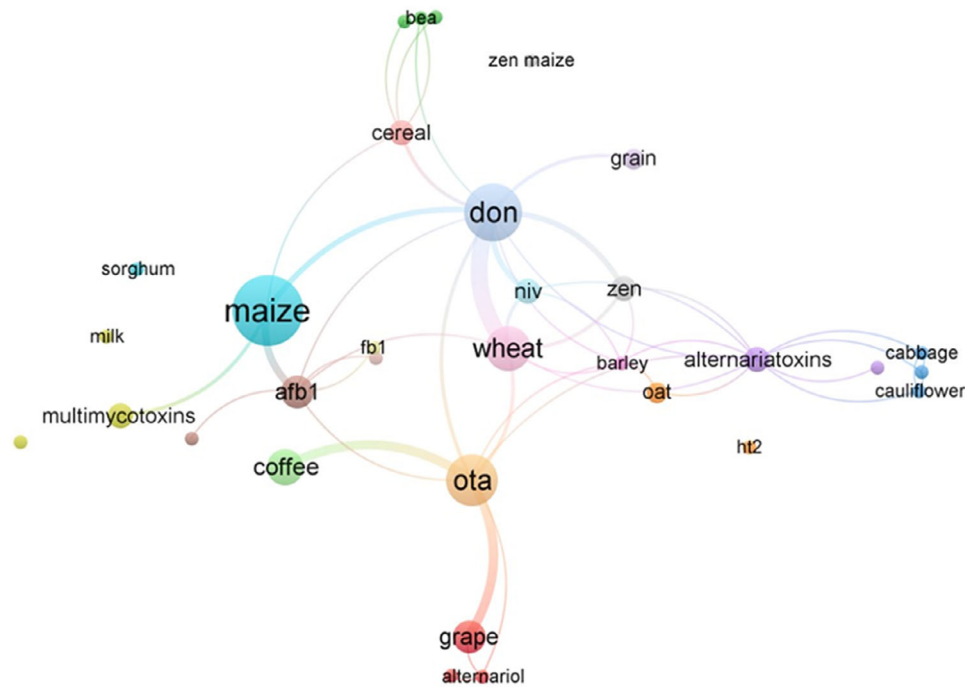 bea
zen maize
cereal
grain
don
sorghum
zen
niv
maize
milk
fb1
wheat
barley
alternariatoxins
cabbage
afb1
oat
cauliflower
multimycotoxins
ht2
coffee
ota
grape
alternariol